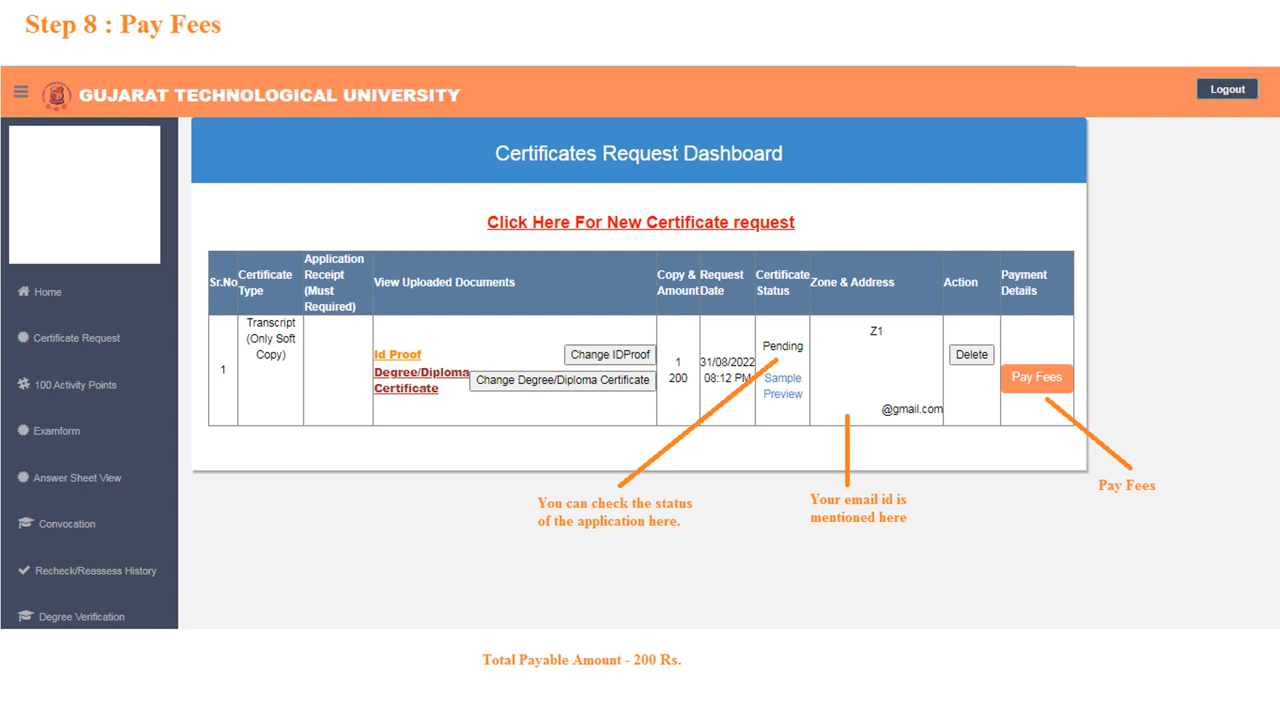 Step 8 : Pay Fees
GUJARAT TECHNOLOGICAL UNIVERSITY
Logout
Certificates Request Dashboard
Click Here For New Certificate request
Home
Certificate Request
100 Activity Points
Examform
Answer Sheet View
Convocation
Recheck/Reassess History
Degree Verification
Sr.No
Certificate
Type
Application
Receipt
(Must
Required)
View Uploaded Documents
Copy &
Amount
Request
Date
Certificate
Status
Zone & Address
Action
Payment
Details
1
Transcript
(Only Soft
Copy)
Id Proof
Change IDProof
Degree/Diploma
Certificate
Change Degree/Diploma Certificate
1
200
31/08/2022
08:12 PM
Pending
Sample
Preview
Z1
@gmail.com
Delete
Pay Fees
You can check the status
of the application here.
Your email id is
mentioned here
Pay Fees
Total Payable Amount - 200 Rs.